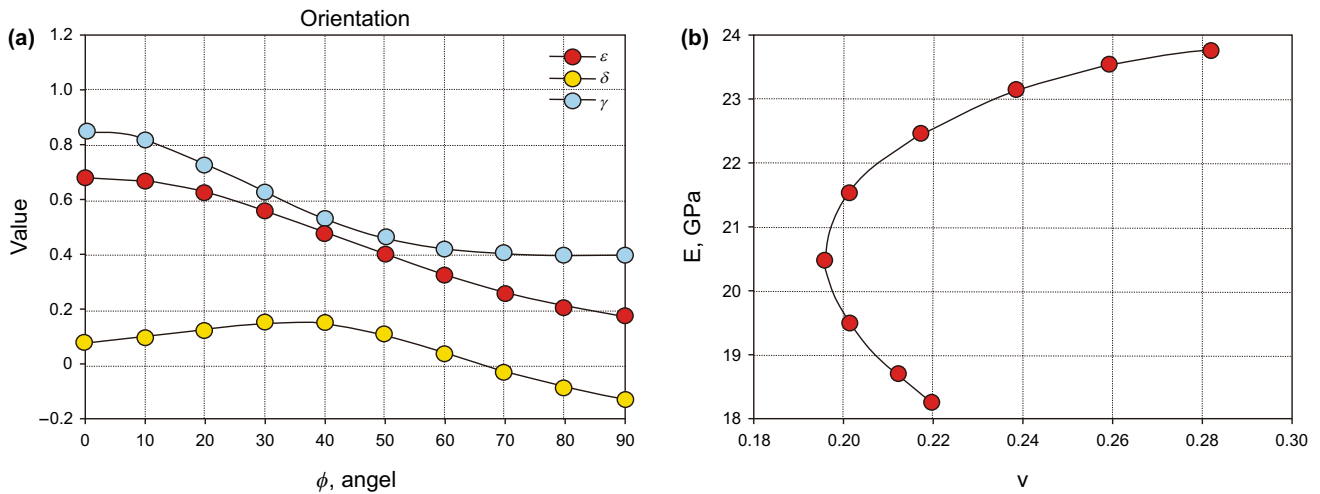 Orientation
(a)
1.2
1.0
0.8
0.6
0.4
0.2
0
–0.2
Value
0 10 20 30 40 50 60 70 80 90
ϕ, angel
ε
δ
γ
(b)
24
23
22
21
20
19
18
E, GPa
0.18 0.20 0.22 0.24 0.26 0.28 0.30
v